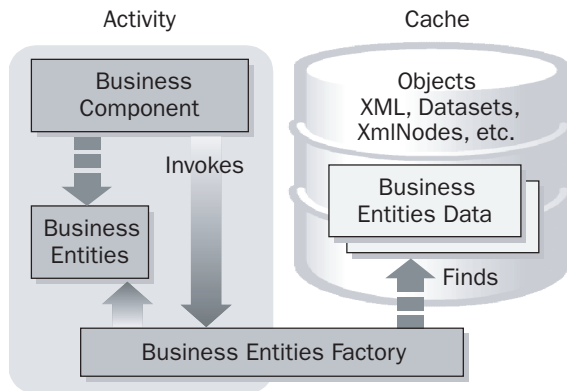 Activity
Cache
Business
Component
Objects
XML, Datasets,
XmlNodes, etc.
Invokes
Business
Entities
Business
Entities Data
Finds
Business Entities Factory